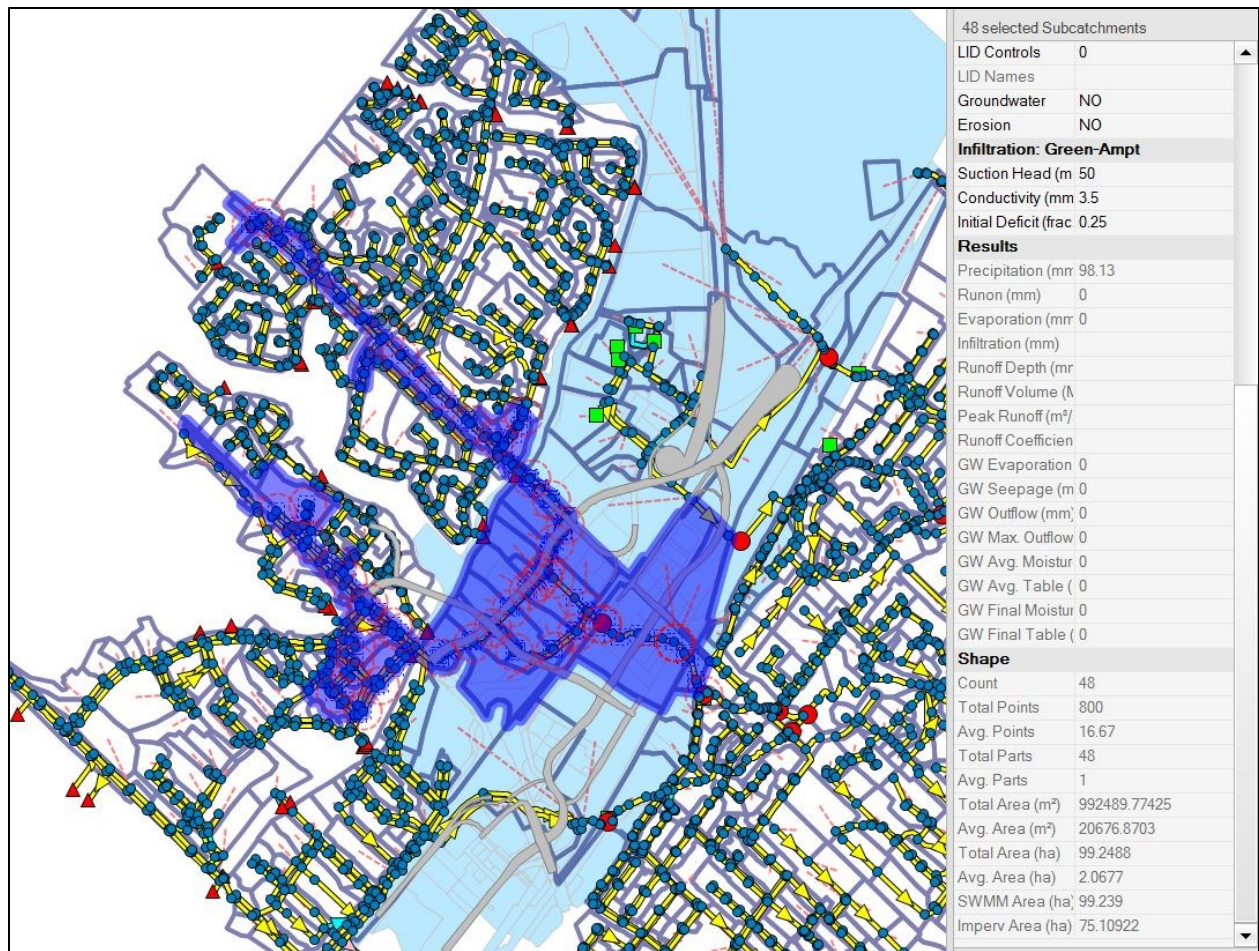 48 selected Subcatchments
LID Controls 0
LID Names
Groundwater NO
Erosion NO
Infiltration: Green-Ampt
Suction Head (m 50
Conductivity (mm 3.5
Initial Deficit (frac 0.25
Results
Precipitation (mm 98.13
Runon (mm) 0
Evaporation (mm 0
Infiltration (mm)
Runoff Depth (mm
Runoff Volume (M
Peak Runoff (m³/
Runoff Coefficien
GW Evaporation 0
GW Seepage (m 0
GW Outflow (mm) 0
GW Max. Outflow 0
GW Avg. Moistur 0
GW Avg. Table ( 0
GW Final Moistur 0
GW Final Table ( 0
Shape
Count 48
Total Points 800
Avg. Points 16.67
Total Parts 48
Avg. Parts 1
Total Area (m²) 992489.77425
Avg. Area (m²) 20676.8703
Total Area (ha) 99.2488
Avg. Area (ha) 2.0677
SWMM Area (ha) 99.239
Imperv Area (ha) 75.10922